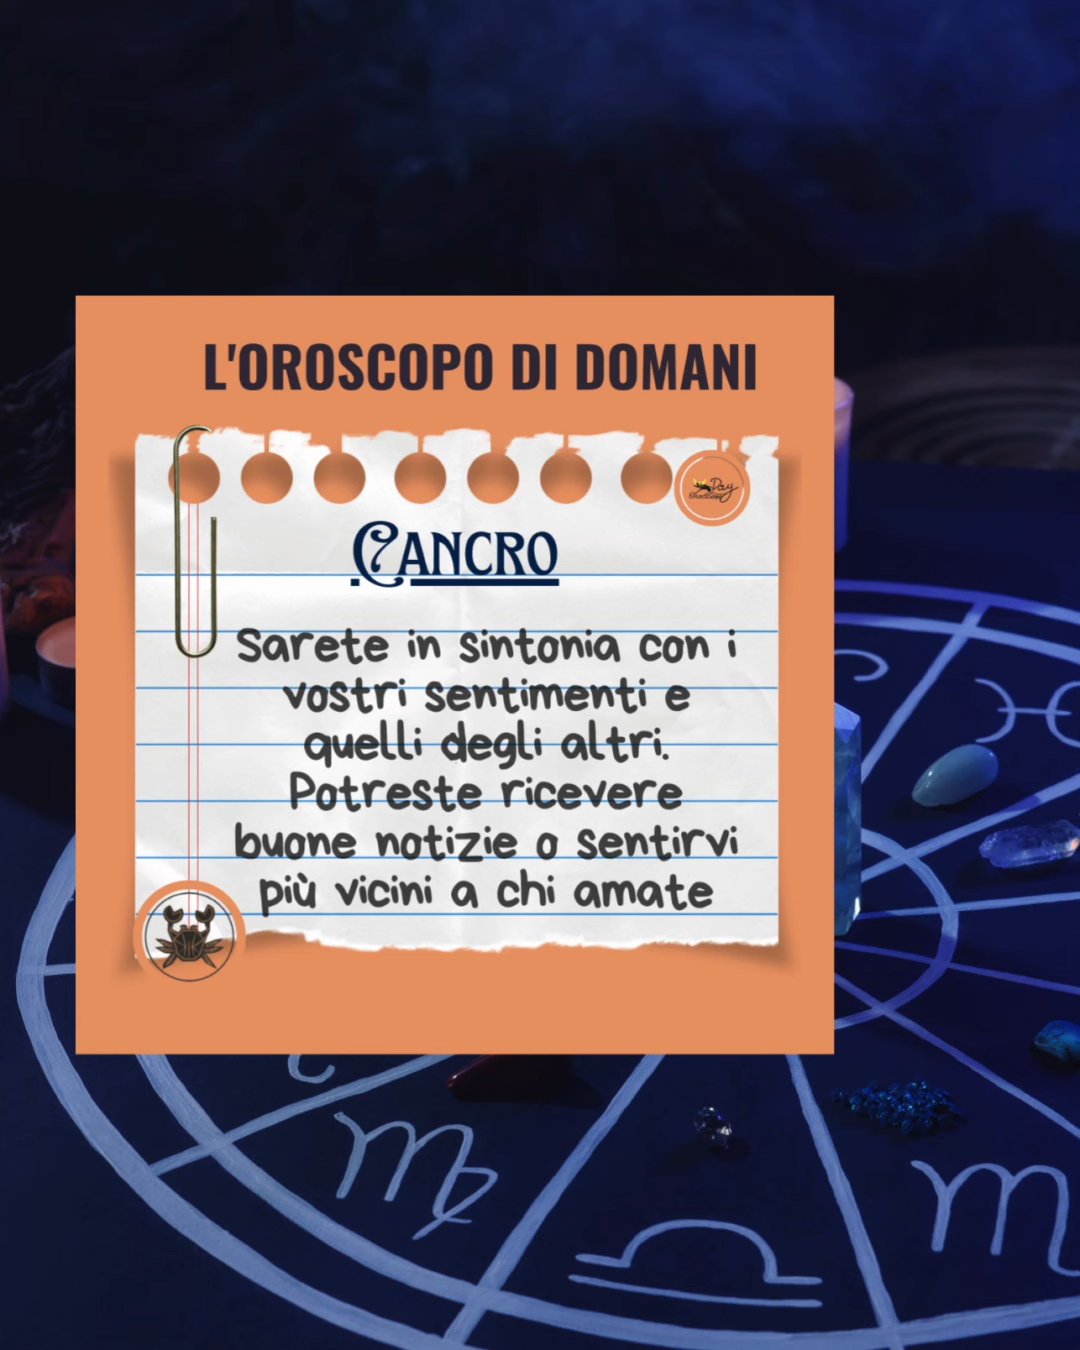 L'OROSCOPO DI DOMANI
Day
CANCRO
Sarete in sintonia con i
vostri sentimenti e
quelli degli altri.
Potreste ricevere
buone notizie o sentirvi
più vicini a chi amate